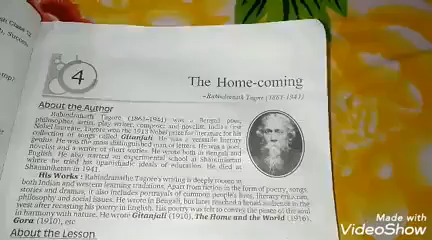 4
The Home-coming
-Rabindranath Tagore (1861-1941)
About the Author
Rabindranath Tagore, (1861-1941) was a Bengali poet,
philosopher, artist, play writer, composer and novelist, India's first
Nobel laureate, Tagore won the 1913 Nobel prize for literature for his
collection of songs called Gitanjali. He was a versatile literary
genius. He was the most distinguished man of letters. He was a poet,
novelist and a writer of short stories. He wrote both in Bengali and
English. He also started an experimental school at Shantiniketan
where he tried his upanishadic ideals of education. He died at
Shantiniketan in 1941.
His Works : Rabindranatha Tagore's writing is deeply rooted in
both Indian and western learning traditions. Apart from fiction in the form of poetry, songs,
stories and dramas, it also includes portrayals of common people's lives, literary criticism,
philosophy and social issues. He wrote in Bengali, but later reached a broad audience in the
west after recasting his poetry in English. His poetry was felt to convey the peace of the soul
in harmony with nature. He wrote Gitanjali (1910), The Home and the World (1916),
Gora (1910), etc
About the Lesson
Made with
VideoShow